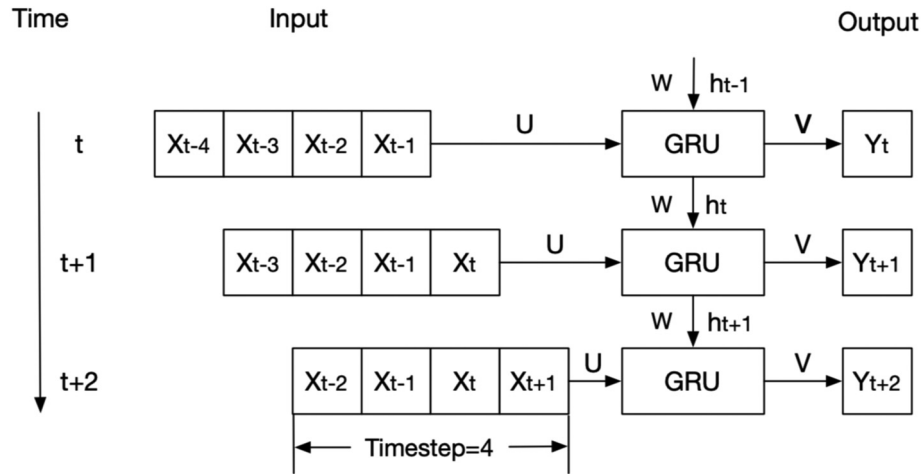 Time Input Output
W ht-1
t Xt-4 Xt-3 Xt-2 Xt-1 U GRU V Yt
W ht
t+1 Xt-3 Xt-2 Xt-1 Xt U GRU V Yt+1
W ht+1
t+2 Xt-2 Xt-1 Xt Xt+1 U GRU V Yt+2
Timestep=4